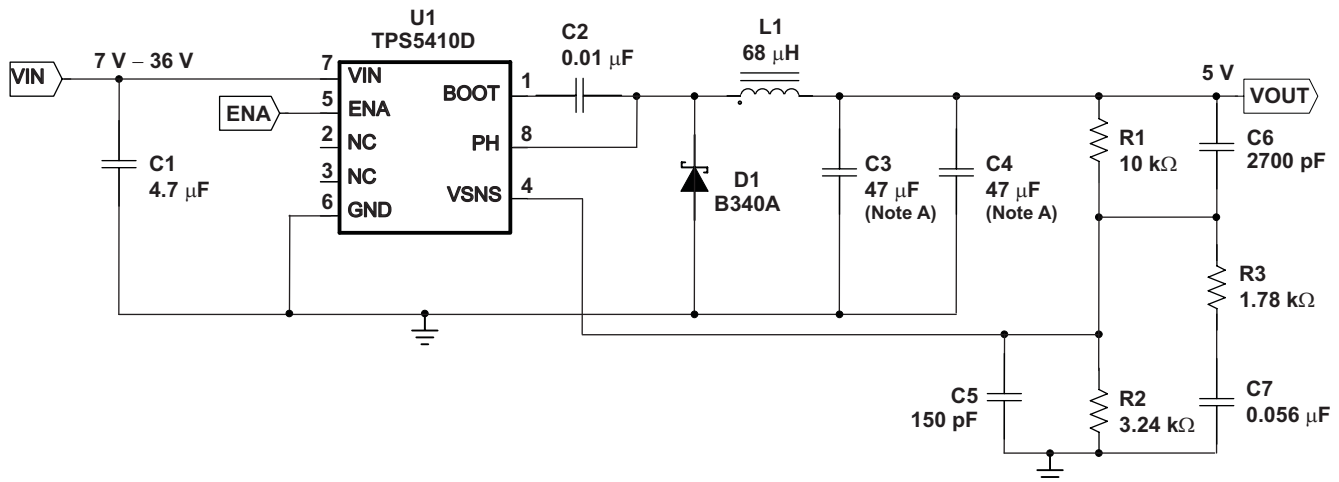 U1
TPS5410D
C2
0.01 μF
L1
68 μH
VIN
7 V – 36 V
7
VIN
BOOT
1
5 V
VOUT
ENA
5
ENA
2
NC
PH
8
3
NC
6
GND
VSNS
4
C1
4.7 μF
D1
B340A
C3
47 μF
(Note A)
C4
47 μF
(Note A)
R1
10 kΩ
C6
2700 pF
R3
1.78 kΩ
C5
150 pF
R2
3.24 kΩ
C7
0.056 μF